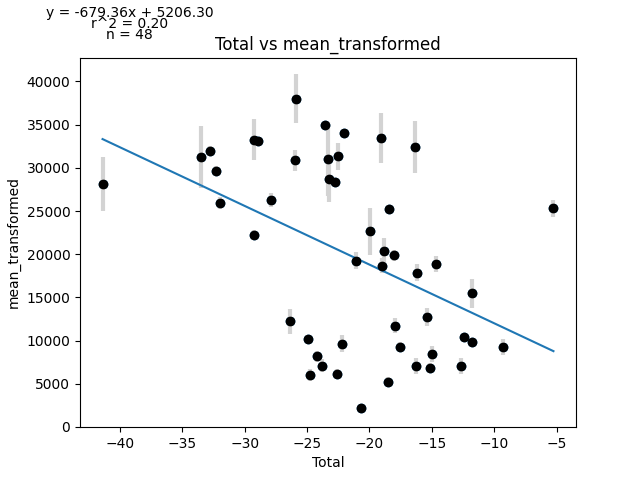 y = -679.36x + 5206.30
r^2 = 0.20
n = 48
Total vs mean_transformed
mean_transformed
40000
35000
30000
25000
20000
15000
10000
5000
0
−40 −35 −30 −25 −20 −15 −10 −5
Total